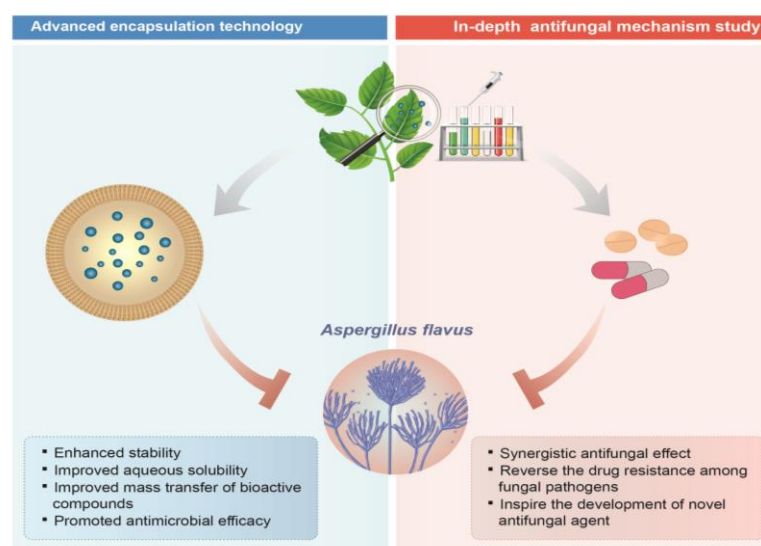 Advanced encapsulation technology
In-depth antifungal mechanism study
Aspergillus flavus
▪ Enhanced stability
▪ Improved aqueous solubility
▪ Improved mass transfer of bioactive
compounds
▪ Promoted antimicrobial efficacy
▪ Synergistic antifungal effect
▪ Reverse the drug resistance among
fungal pathogens
▪ Inspire the development of novel
antifungal agent